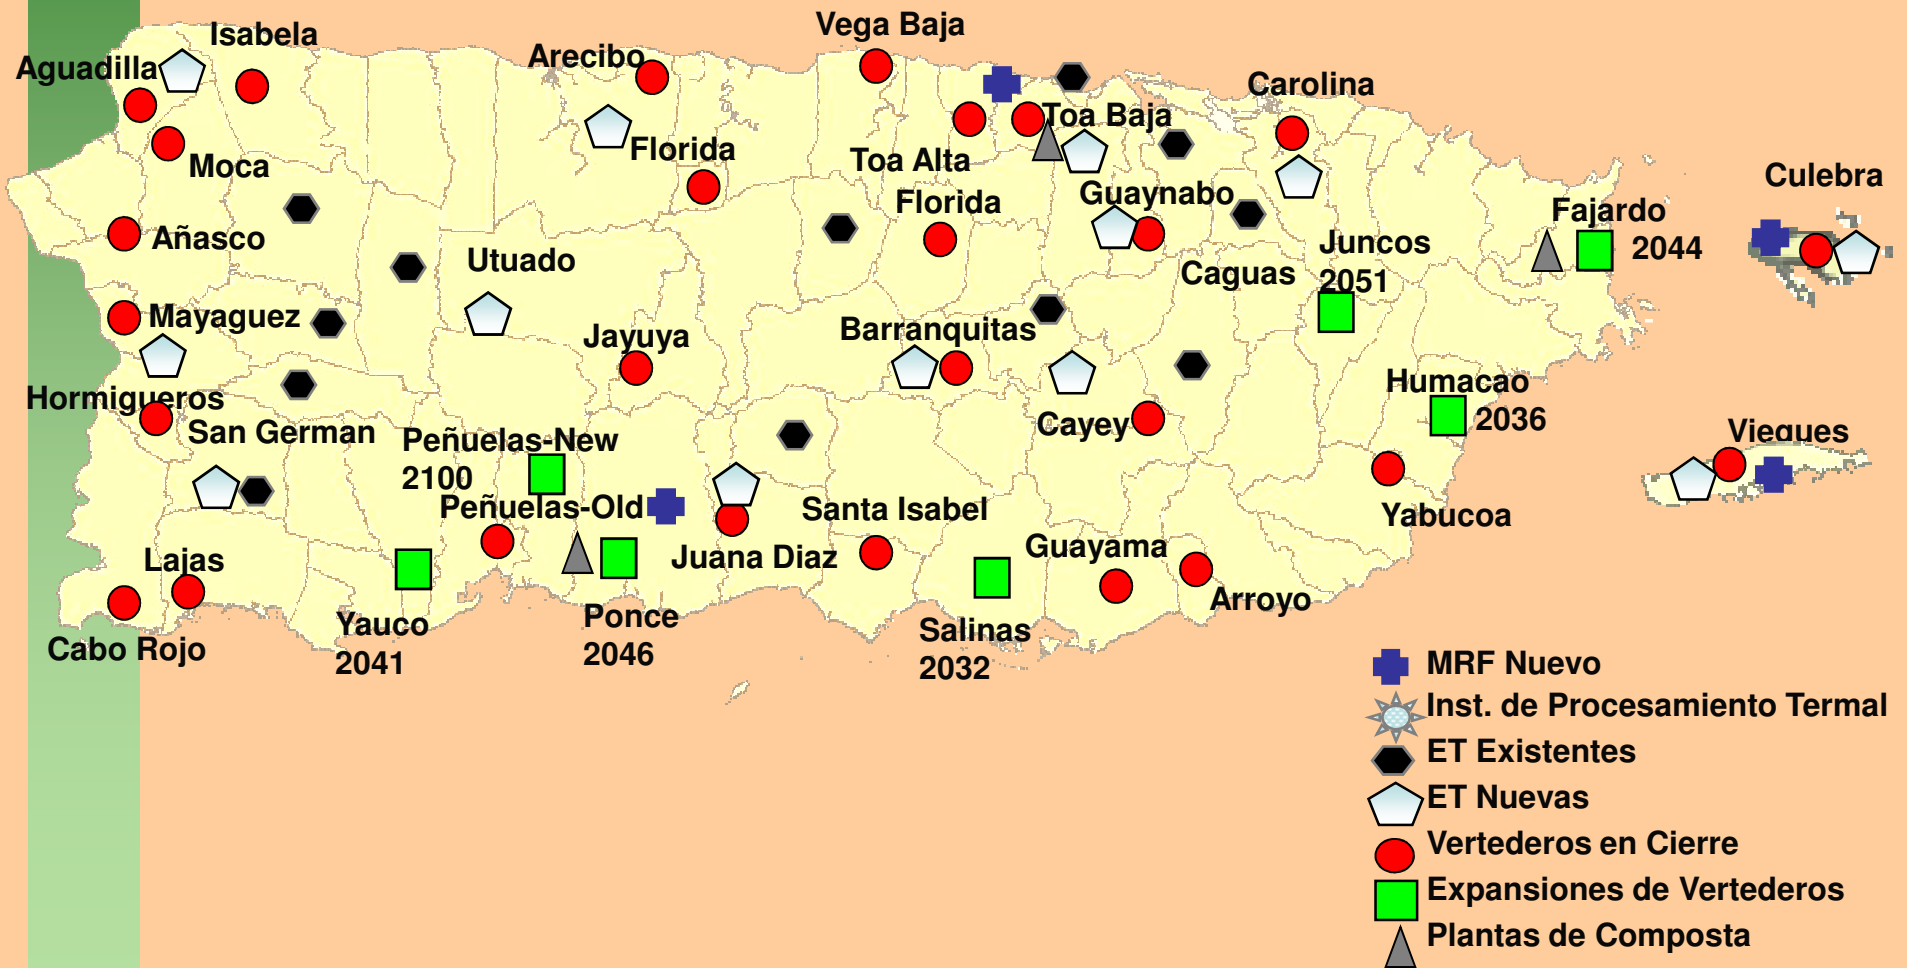 Vega Baja
Isabela
Arecibo
Aguadilla
Carolina
Toa Baja
Florida
Toa Alta
Moca
Culebra
Guaynabo
Florida
Fajardo
2044
Añasco
Juncos
2051
Utuado
Caguas
Mayaguez
Barranquitas
Jayuya
Humacao
2036
Hormigueros
San German
Cayey
Vieques
Peñuelas-New
2100
Peñuelas-Old
Santa Isabel
Yabucoa
Guayama
Juana Diaz
Lajas
Arroyo
Ponce
2046
Yauco
2041
Salinas
2032
Cabo Rojo
MRF Nuevo
Inst. de Procesamiento Termal
ET Existentes
ET Nuevas
Vertederos en Cierre
Expansiones de Vertederos
Plantas de Composta